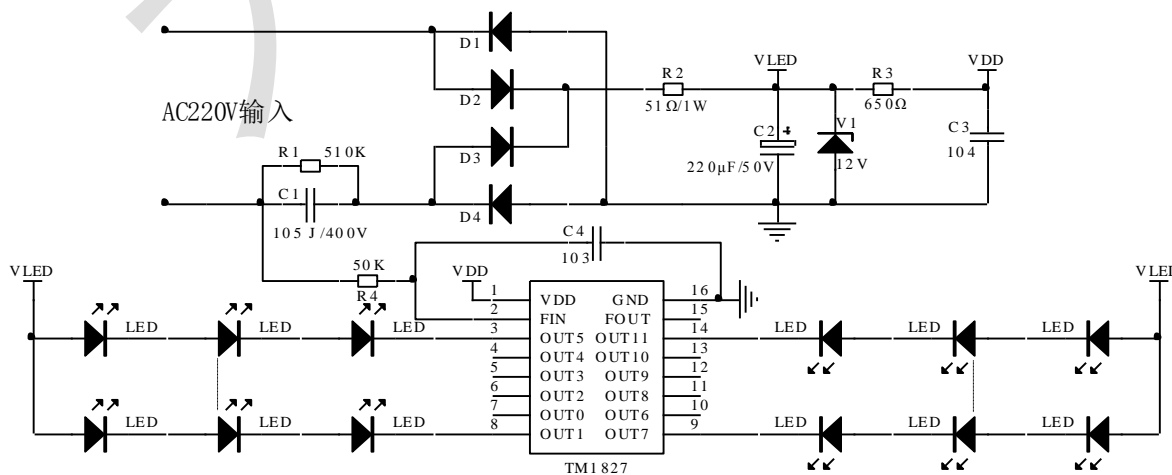 D1
VLED
VDD
D2
R2
R3
51Ω/1W
650Ω
AC220V输入
C2 +
V1
C3
R1 510K
D3
220μF/50V
12V
104
C1
D4
105J/400V
C4
103
VLED
50K
R4
VDD
VLED
1 VDD GND 16
2 FIN FOUT 15
LED LED LED 3 OUT5 OUT11 14 LED LED LED
4 OUT4 OUT10 13
5 OUT3 OUT9 12
6 OUT2 OUT8 11
7 OUT0 OUT6 10
LED LED LED 8 OUT1 OUT7 9 LED LED LED
TM1827